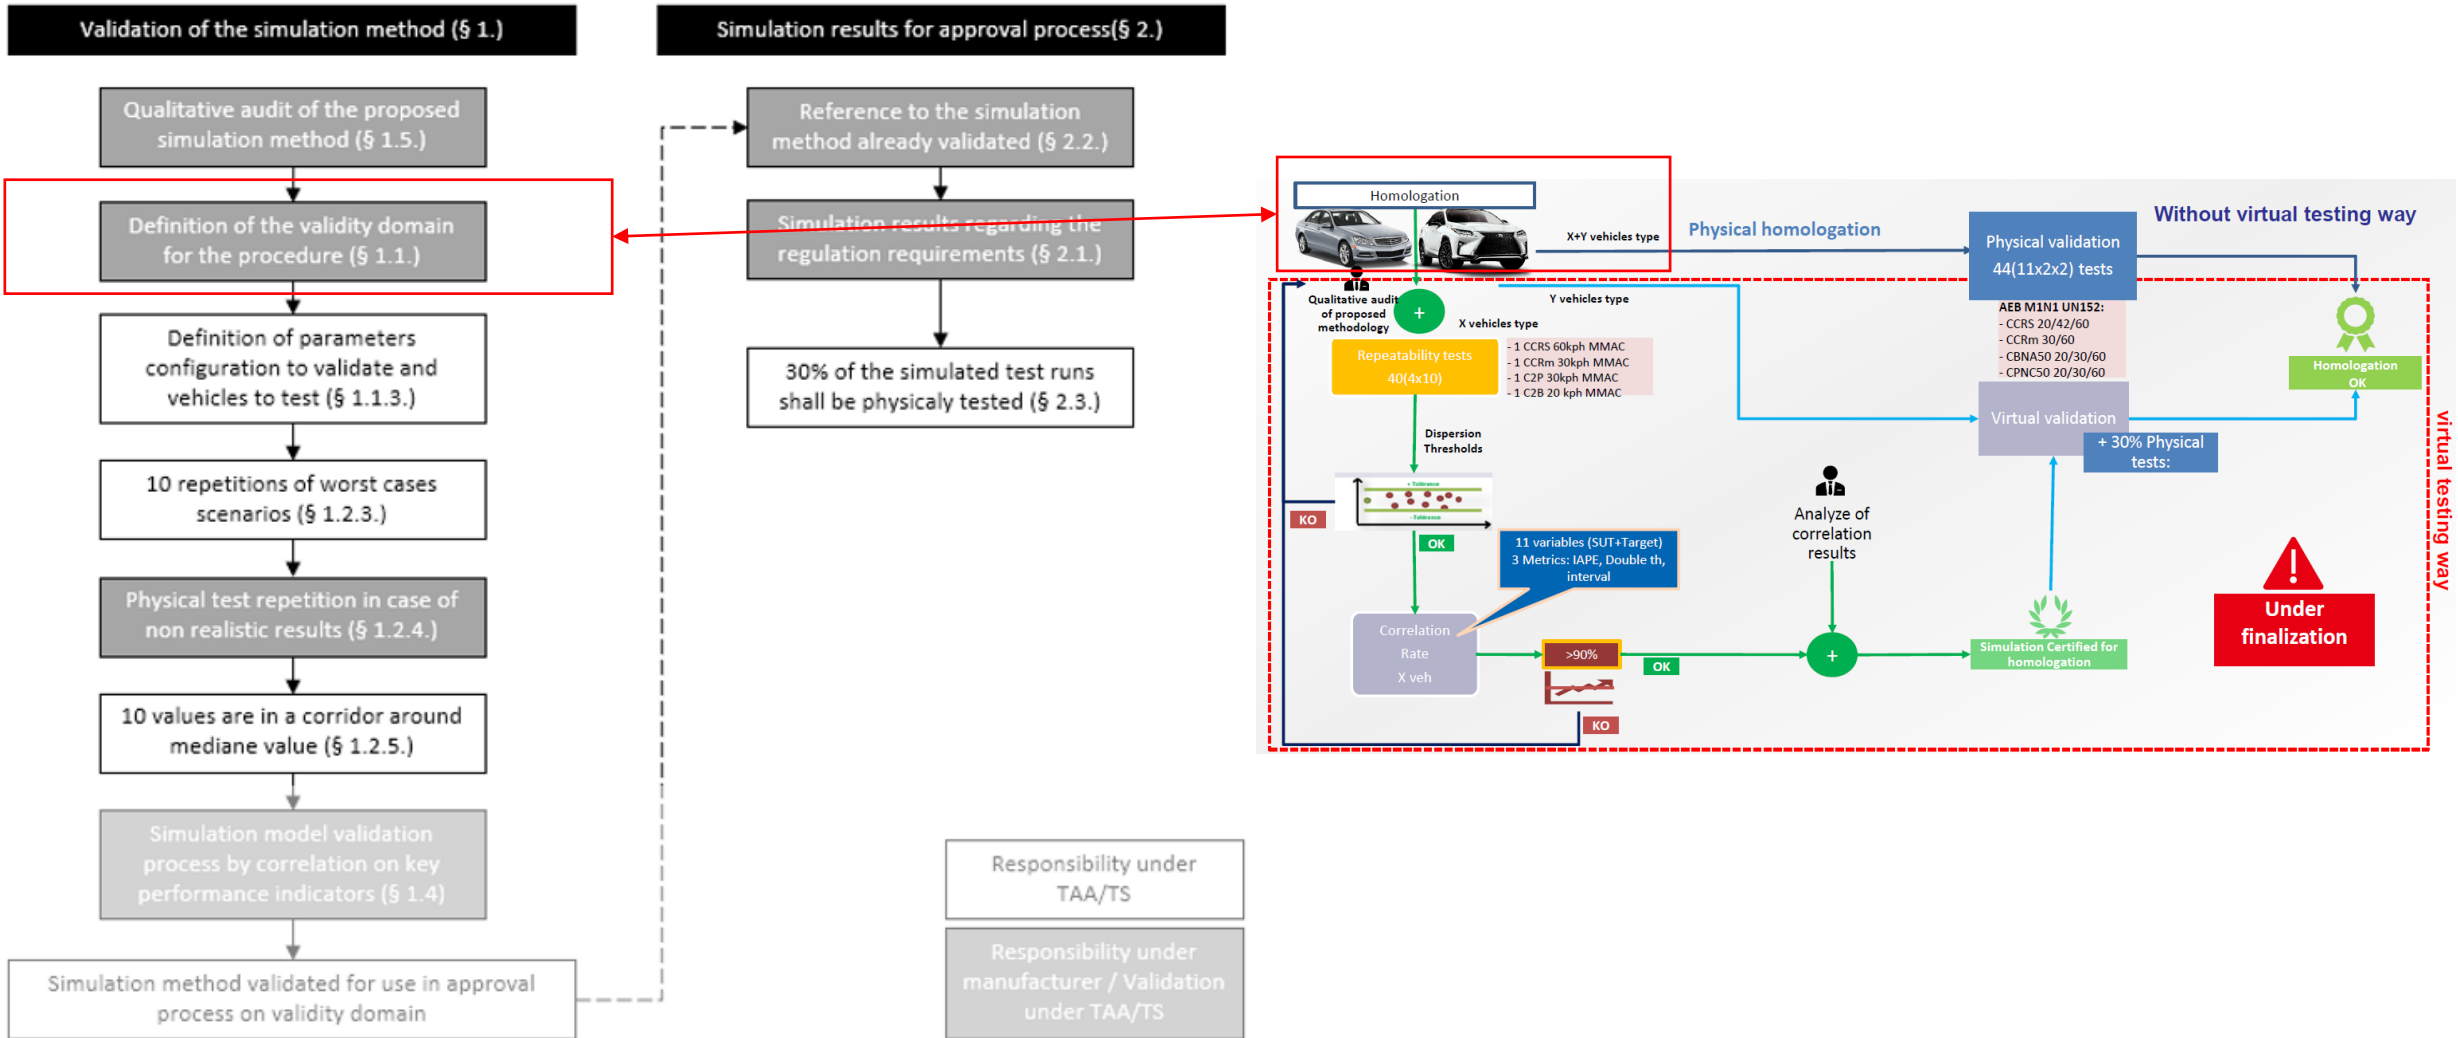 Validation of the simulation method (§ 1.)
Qualitative audit of the proposed
simulation method (§ 1.5.)
Definition of the validity domain
for the procedure (§ 1.1.)
Definition of parameters
configuration to validate and
vehicles to test (§ 1.1.3.)
10 repetitions of worst cases
scenarios (§ 1.2.3.)
Physical test repetition in case of
non realistic results (§ 1.2.4.)
10 values are in a corridor around
mediane value (§ 1.2.5.)
Simulation model validation
process by correlation on key
performance indicators (§ 1.4)
Simulation method validated for use in approval
process on validity domain
Simulation results for approval process(§ 2.)
Reference to the simulation
method already validated (§ 2.2.)
Simulation results regarding the
regulation requirements (§ 2.1.)
30% of the simulated test runs
shall be physicaly tested (§ 2.3.)
Responsibility under
TAA/TS
Responsibility under
manufacturer / Validation
under TAA/TS
Homologation
X+Y vehicles type
Physical homologation
Without virtual testing way
Physical validation
44(11x2x2) tests
AEB M1N1 UN152:
- CCRS 20/42/60
- CCRm 30/60
- CBNA50 20/30/60
- CPNC50 20/30/60
Homologation
OK
Qualitative audit
of proposed
methodology
+
Y vehicles type
X vehicles type
Repeatability tests
40(4x10)
- 1 CCRS 60kph MMAC
- 1 CCRm 30kph MMAC
- 1 C2P 30kph MMAC
- 1 C2B 20 kph MMAC
Virtual validation
+ 30% Physical
tests:
Dispersion
Thresholds
+ Tolérance
- Tolérance
KO
OK
11 variables (SUT+Target)
3 Metrics: IAPE, Double th,
interval
Analyze of
correlation
results
Correlation
Rate
X veh
>90%
OK
KO
+
Simulation Certified for
homologation
Under
finalization
virtual testing way